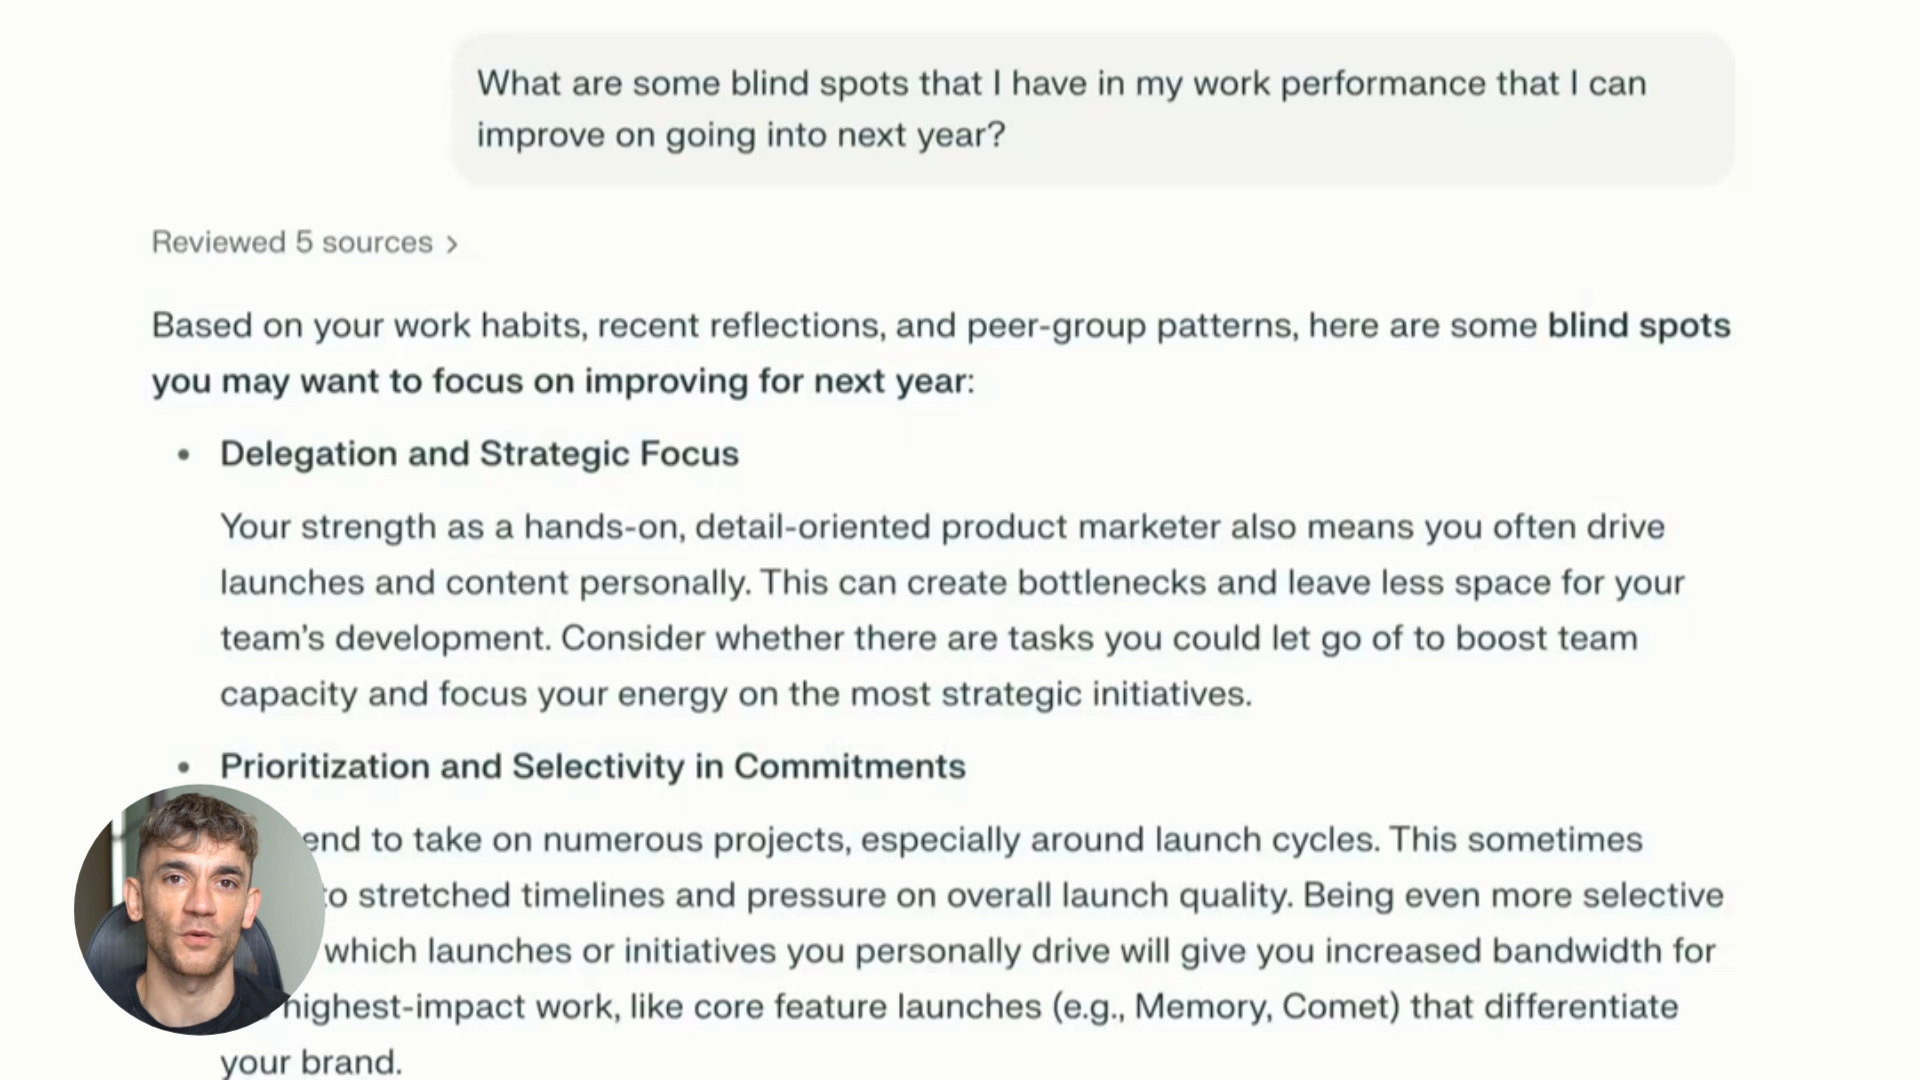 What are some blind spots that I have in my work performance that I can
improve on going into next year?
Reviewed 5 sources >
Based on your work habits, recent reflections, and peer-group patterns, here are some blind spots
you may want to focus on improving for next year:
• Delegation and Strategic Focus
Your strength as a hands-on, detail-oriented product marketer also means you often drive
launches and content personally. This can create bottlenecks and leave less space for your
team's development. Consider whether there are tasks you could let go of to boost team
capacity and focus your energy on the most strategic initiatives.
• Prioritization and Selectivity in Commitments
to take on numerous projects, especially around launch cycles. This sometimes
stretched timelines and pressure on overall launch quality. Being even more selective
which launches or initiatives you personally drive will give you increased bandwidth for
highest-impact work, like core feature launches (e.g., Memory, Comet) that differentiate
your brand.